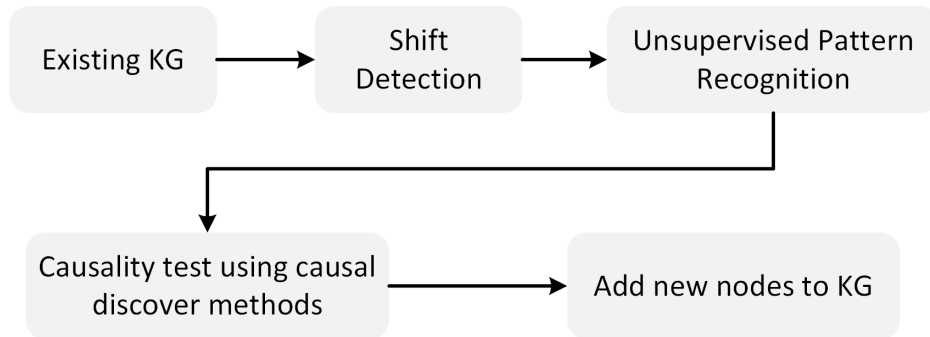 Existing KG
Shift
Detection
Unsupervised Pattern
Recognition
Causality test using causal
discover methods
Add new nodes to KG